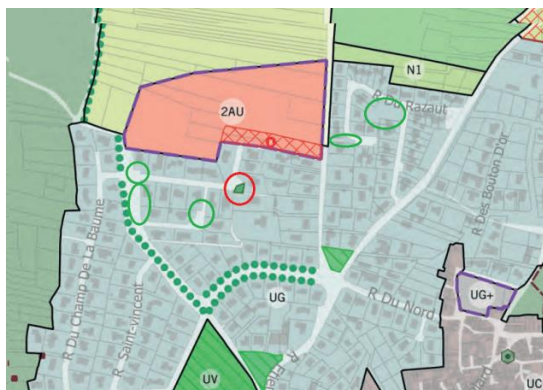 N1
R Du Razaut
2AU
R Des Bouton D'or
R Du Champ De La Baume
R Saint-Vincent
UG
UG+
R Du Nord
UV
UC